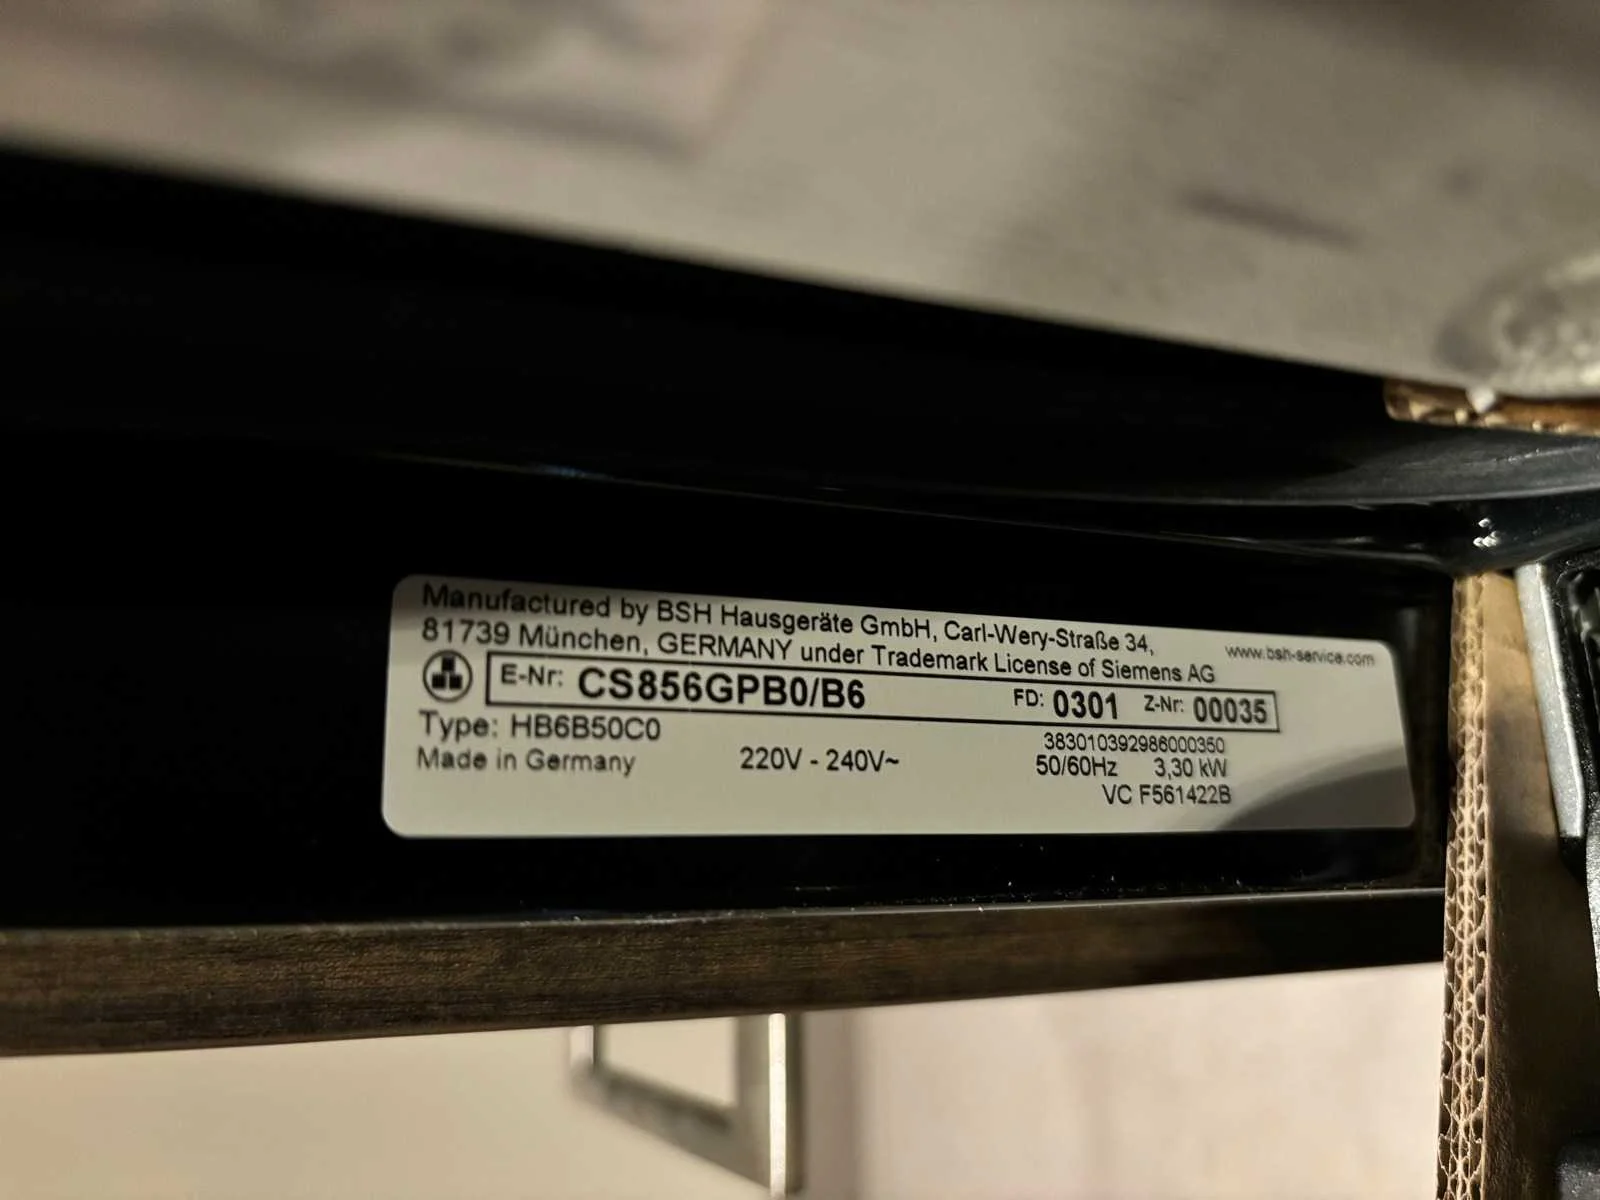 Manufactured by BSH Hausgeräte GmbH, Carl-Wery-Straße 34,
81739 München, GERMANY under Trademark License of Siemens AG
www.bsh-service.com
E-Nr: CS856GPB0/B6 FD: 0301 Z-Nr: 00035
Type: HB6B50C0
383010392986000350
Made in Germany 220V - 240V~ 50/60Hz 3,30 kW
VC F561422B